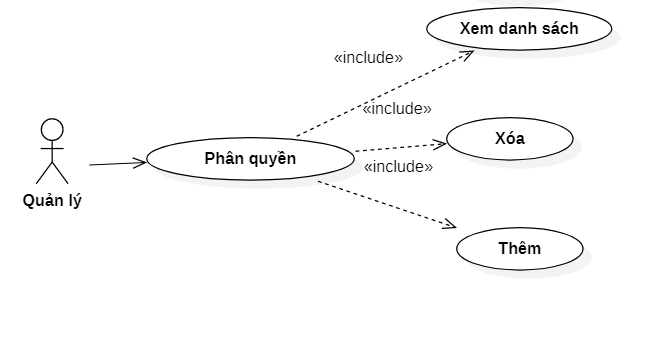 Xem danh sách
«include»
«include»
Xóa
Phân quyền
«include»
Quản lý
Thêm